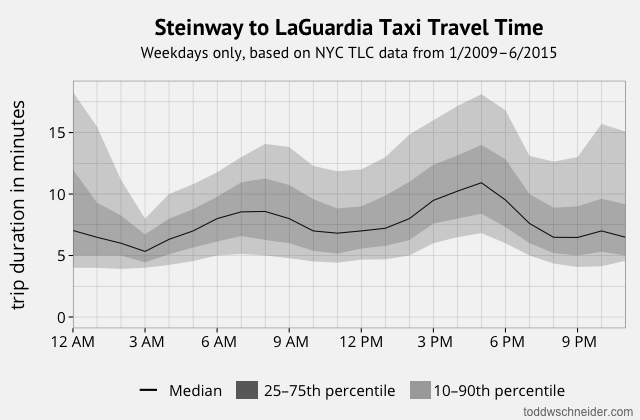 Steinway to LaGuardia Taxi Travel Time
Weekdays only, based on NYC TLC data from 1/2009–6/2015
trip duration in minutes
15
10
5
0
12 AM 3 AM 6 AM 9 AM 12 PM 3 PM 6 PM 9 PM
Median 25–75th percentile 10–90th percentile
toddwschneider.com